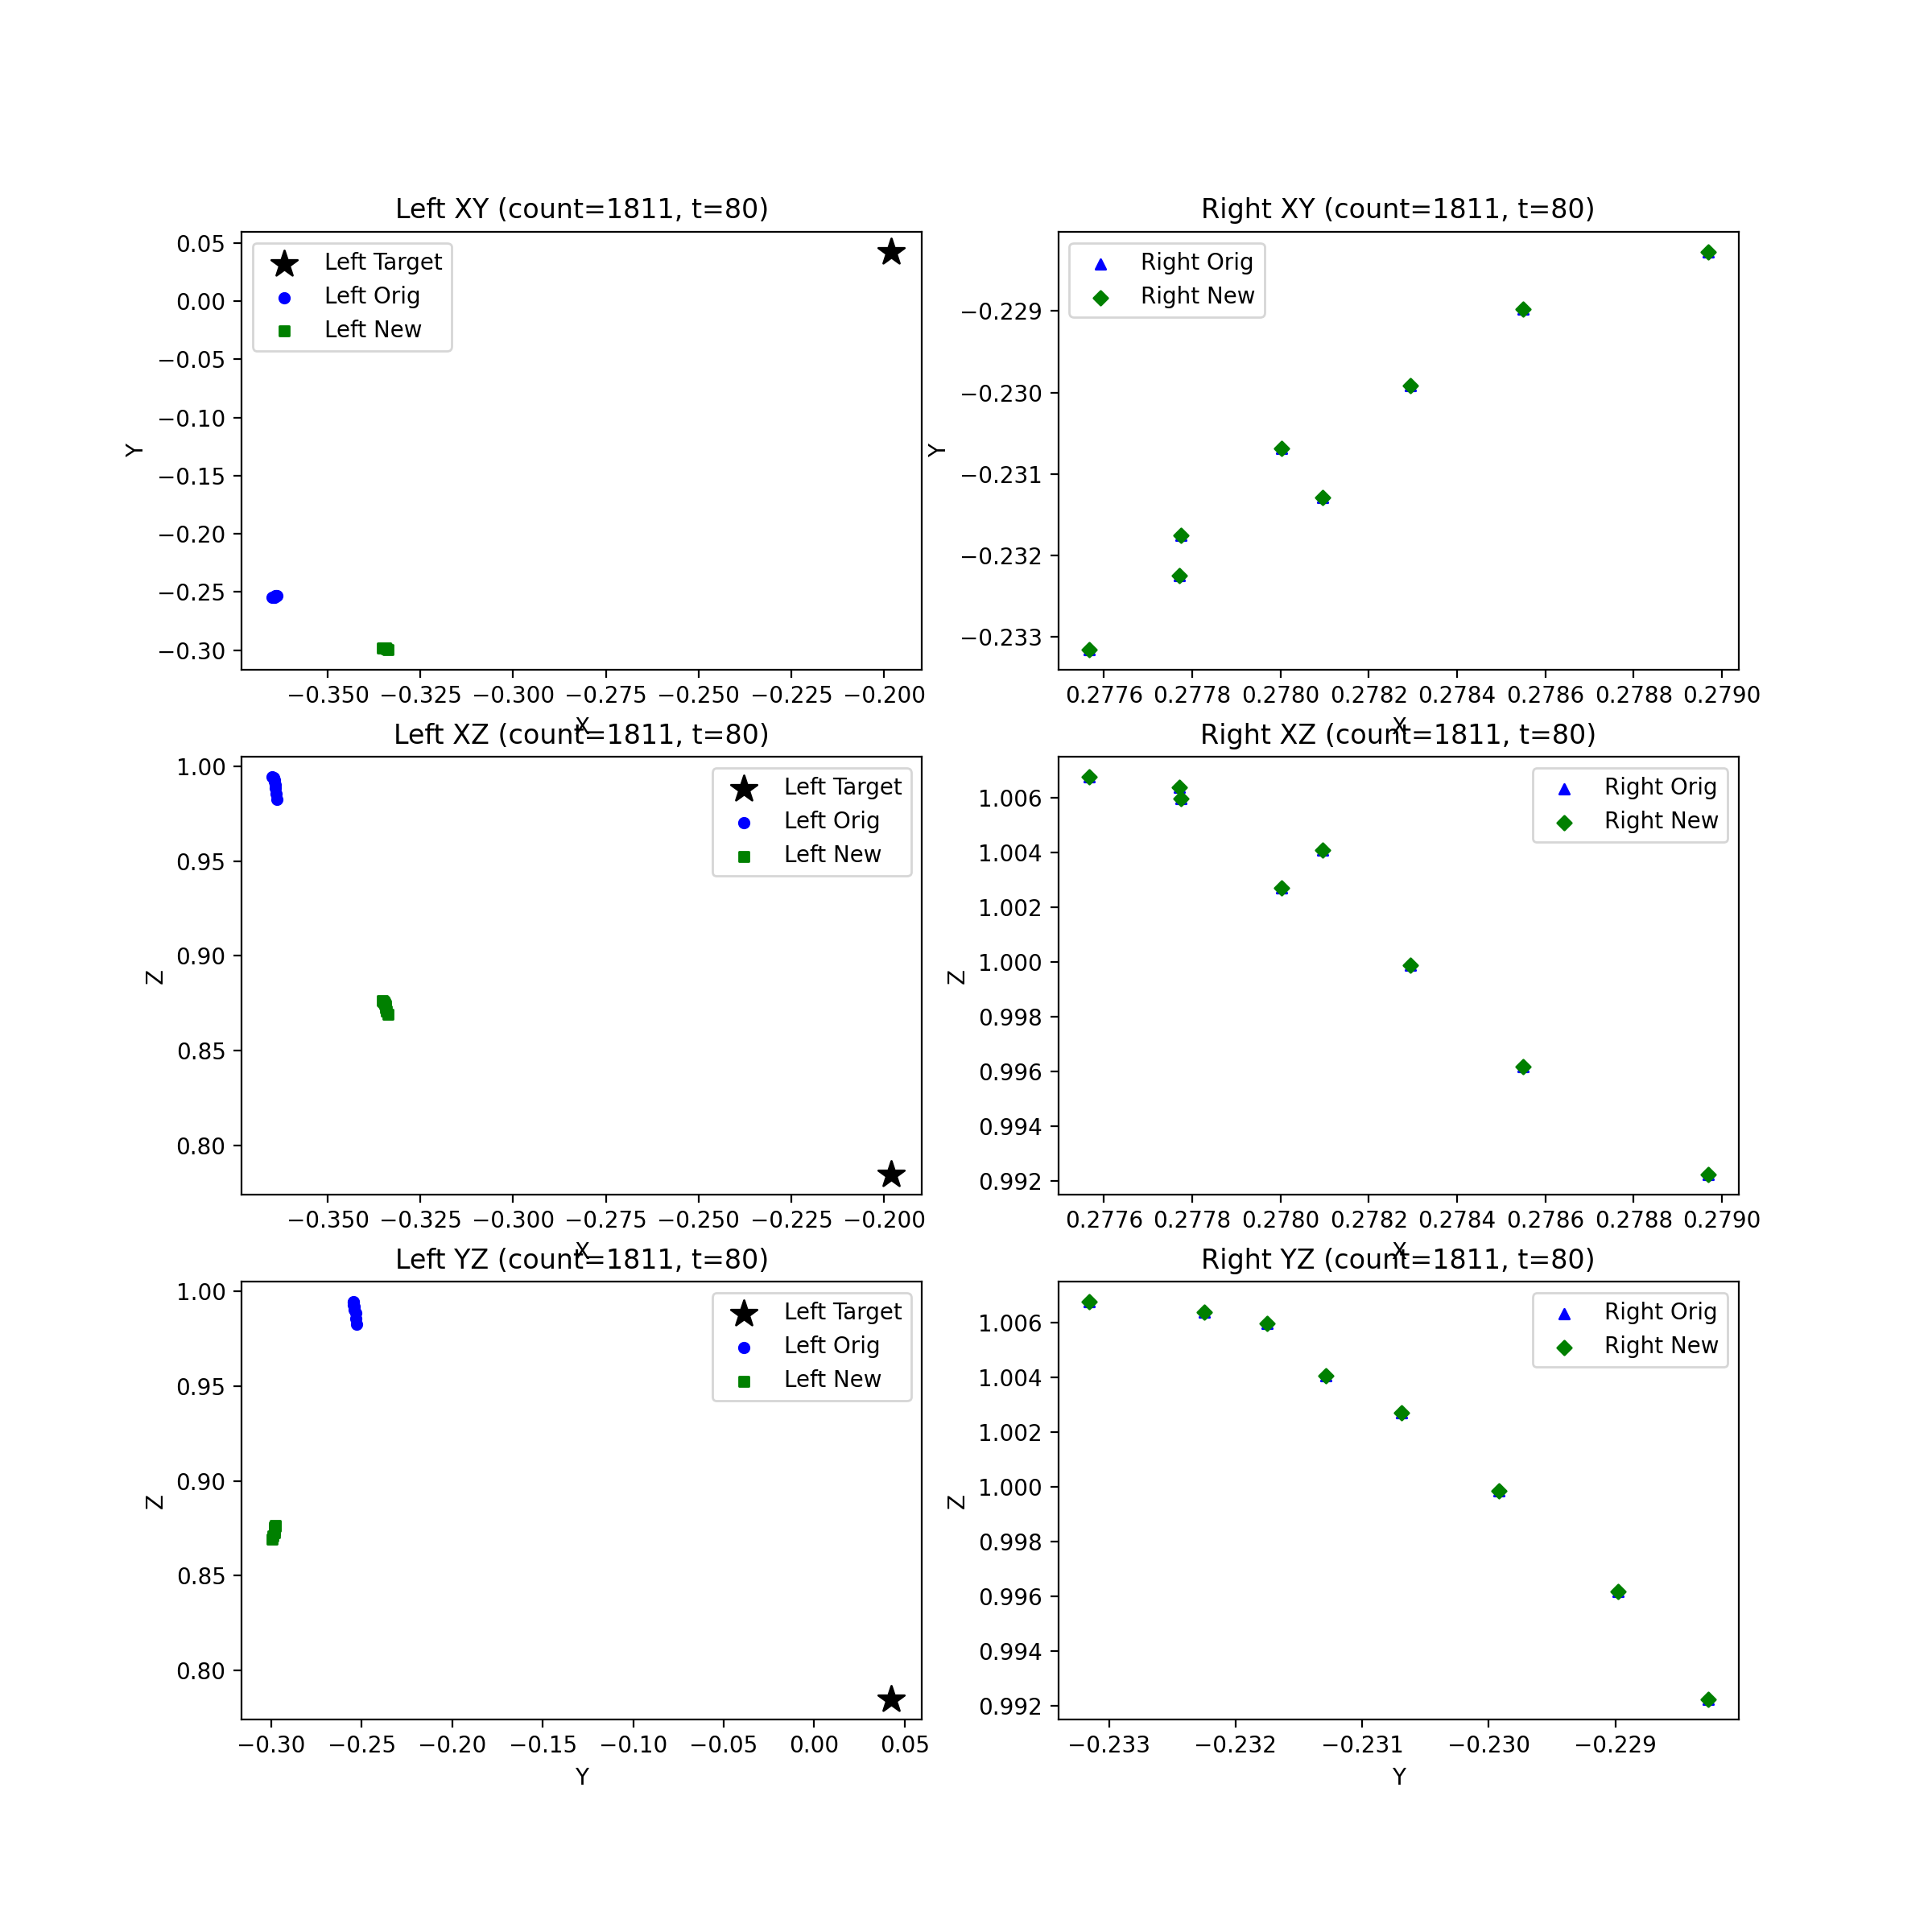 Left XY (count=1811, t=80)
Left Target
Left Orig
Left New
0.05
0.00
−0.05
−0.10
−0.15
−0.20
−0.25
−0.30
Y
−0.350 −0.325 −0.300 −0.275 −0.250 −0.225 −0.200
X
Right XY (count=1811, t=80)
Right Orig
Right New
−0.229
−0.230
−0.231
−0.232
−0.233
Y
0.2776 0.2778 0.2780 0.2782 0.2784 0.2786 0.2788 0.2790
X
Left XZ (count=1811, t=80)
Left Target
Left Orig
Left New
1.00
0.95
0.90
0.85
0.80
Z
−0.350 −0.325 −0.300 −0.275 −0.250 −0.225 −0.200
X
Right XZ (count=1811, t=80)
Right Orig
Right New
1.006
1.004
1.002
1.000
0.998
0.996
0.994
0.992
Z
0.2776 0.2778 0.2780 0.2782 0.2784 0.2786 0.2788 0.2790
X
Left YZ (count=1811, t=80)
Left Target
Left Orig
Left New
1.00
0.95
0.90
0.85
0.80
Z
−0.30 −0.25 −0.20 −0.15 −0.10 −0.05 0.00 0.05
Y
Right YZ (count=1811, t=80)
Right Orig
Right New
1.006
1.004
1.002
1.000
0.998
0.996
0.994
0.992
Z
−0.233 −0.232 −0.231 −0.230 −0.229
Y